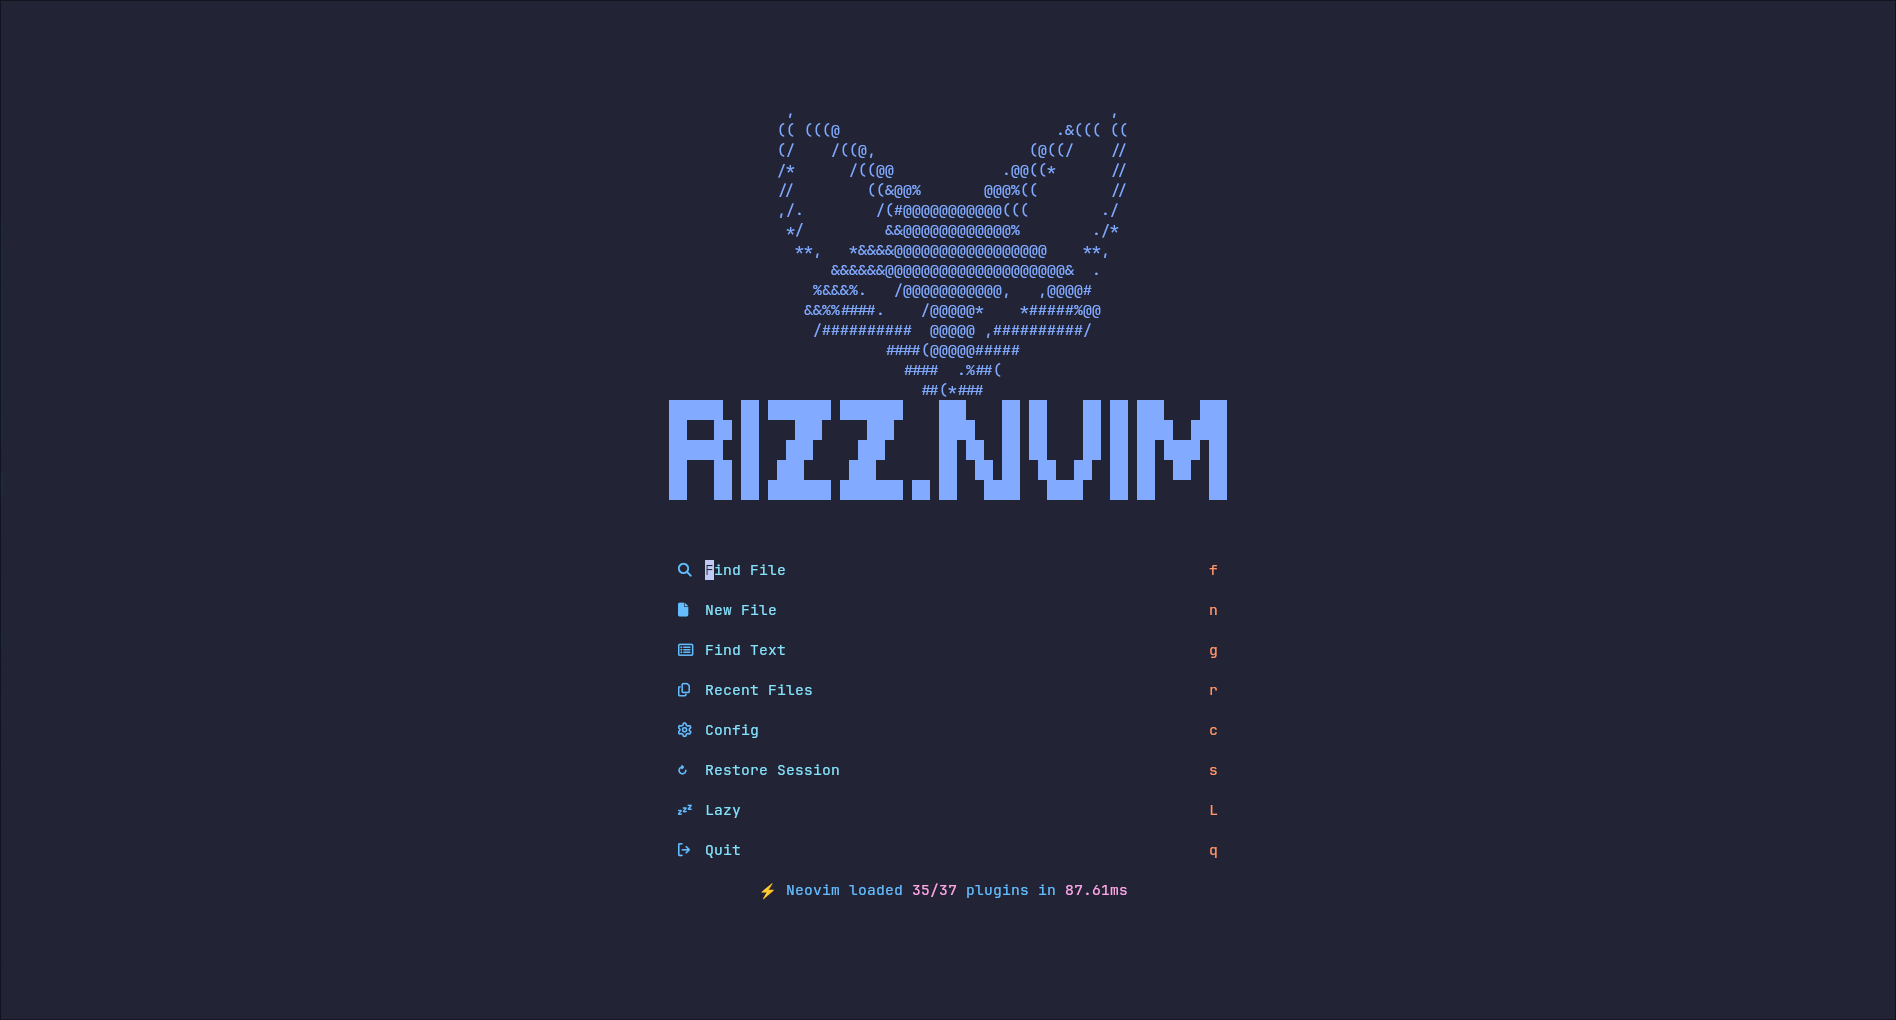 ,                                   ,
(( (((@                        .&((( ((
(/    /((@,                 (@((/    //
/*      /((@@            .@@((*      //
//        ((&@@%       @@@%((        //
,/.        /(#@@@@@@@@@@@(((        ./
 */         &&@@@@@@@@@@@@%        ./*
  **,   *&&&&@@@@@@@@@@@@@@@@@    **,
      &&&&&&@@@@@@@@@@@@@@@@@@@@&  .
    %&&&%.   /@@@@@@@@@@@,   ,@@@@#
   &&%%####.    /@@@@@*    *#####%@@
    /##########  @@@@@ ,##########/
            ####(@@@@@#####
              ####  .%##(
                ##(*###
RIZZ.NVIM
Find File f
New File n
Find Text g
Recent Files r
Config c
Restore Session s
Lazy L
Quit q
⚡ Neovim loaded 35/37 plugins in 87.61ms